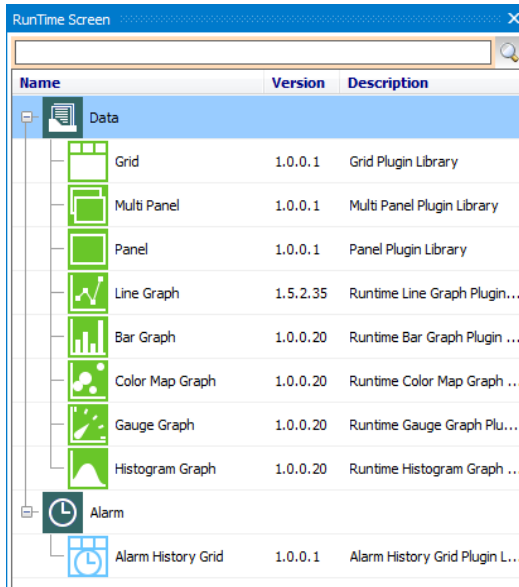 RunTime Screen
Name Version Description
Data
Grid 1.0.0.1 Grid Plugin Library
Multi Panel 1.0.0.1 Multi Panel Plugin Library
Panel 1.0.0.1 Panel Plugin Library
Line Graph 1.5.2.35 Runtime Line Graph Plugin...
Bar Graph 1.0.0.20 Runtime Bar Graph Plugin ...
Color Map Graph 1.0.0.20 Runtime Color Map Graph ...
Gauge Graph 1.0.0.20 Runtime Gauge Graph Plu...
Histogram Graph 1.0.0.20 Runtime Histogram Graph ...
Alarm
Alarm History Grid 1.0.0.1 Alarm History Grid Plugin L...